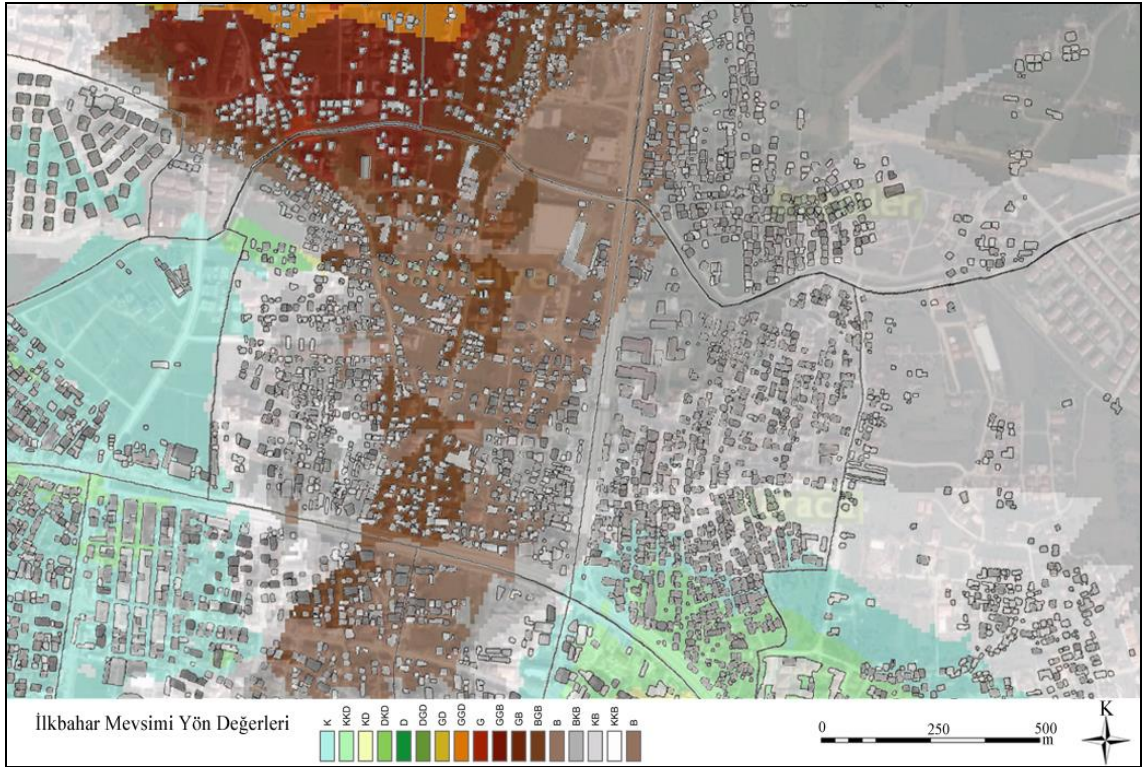 İlkbahar Mevsimi Yön Değerleri
K KKD KD DKD D DGD GD GGD G GGB GB BGB B BKB KB KKB B
0 250 500
m
K